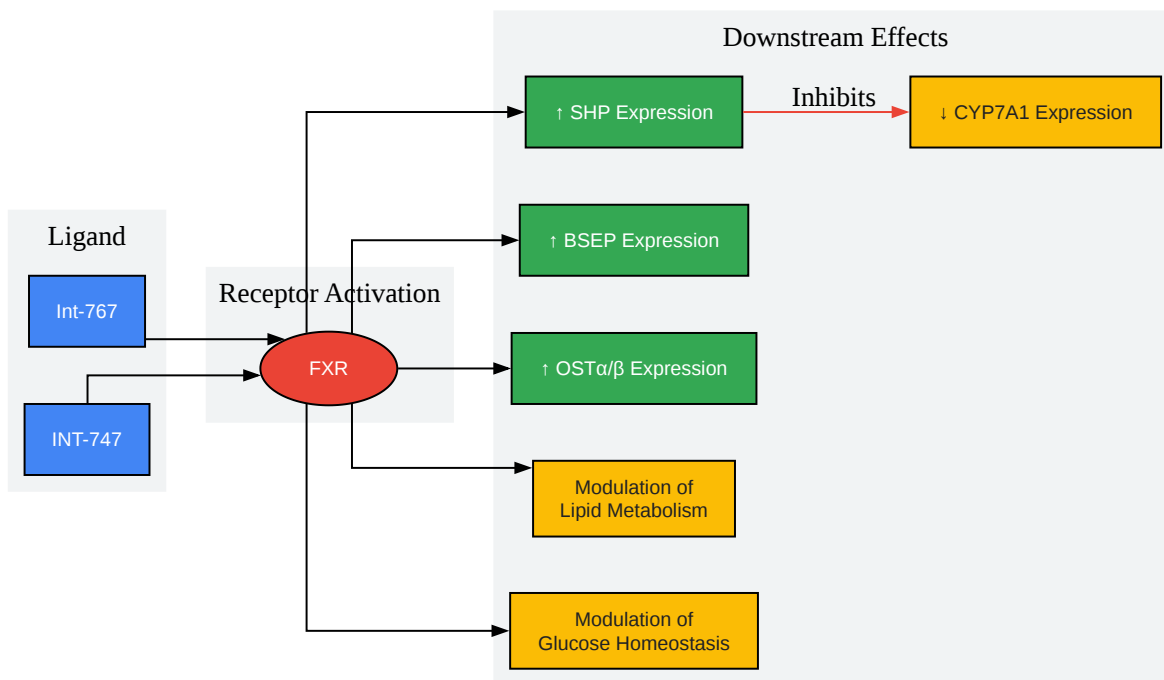 Downstream Effects
↑ SHP Expression
Inhibits
↓ CYP7A1 Expression
Ligand
↑ BSEP Expression
Receptor Activation
Int-767
FXR
↑ OSTα/β Expression
INT-747
Modulation of
Lipid Metabolism
Modulation of
Glucose Homeostasis